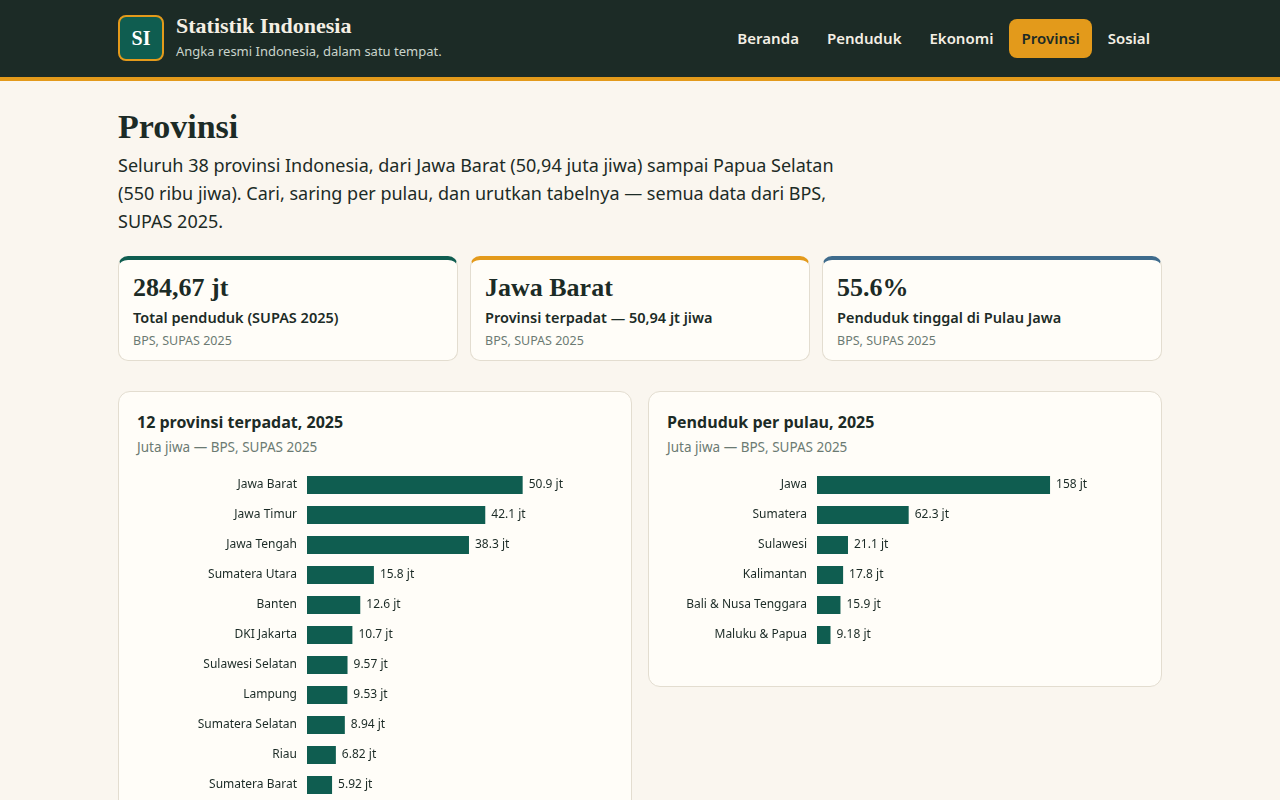 SI
Statistik Indonesia
Angka resmi Indonesia, dalam satu tempat.
Beranda
Penduduk
Ekonomi
Provinsi
Sosial
Provinsi
Seluruh 38 provinsi Indonesia, dari Jawa Barat (50,94 juta jiwa) sampai Papua Selatan
(550 ribu jiwa). Cari, saring per pulau, dan urutkan tabelnya — semua data dari BPS,
SUPAS 2025.
284,67 jt
Total penduduk (SUPAS 2025)
BPS, SUPAS 2025
Jawa Barat
Provinsi terpadat — 50,94 jt jiwa
BPS, SUPAS 2025
55.6%
Penduduk tinggal di Pulau Jawa
BPS, SUPAS 2025
12 provinsi terpadat, 2025
Juta jiwa — BPS, SUPAS 2025
Jawa Barat 50.9 jt
Jawa Timur 42.1 jt
Jawa Tengah 38.3 jt
Sumatera Utara 15.8 jt
Banten 12.6 jt
DKI Jakarta 10.7 jt
Sulawesi Selatan 9.57 jt
Lampung 9.53 jt
Sumatera Selatan 8.94 jt
Riau 6.82 jt
Sumatera Barat 5.92 jt
Penduduk per pulau, 2025
Juta jiwa — BPS, SUPAS 2025
Jawa 158 jt
Sumatera 62.3 jt
Sulawesi 21.1 jt
Kalimantan 17.8 jt
Bali & Nusa Tenggara 15.9 jt
Maluku & Papua 9.18 jt